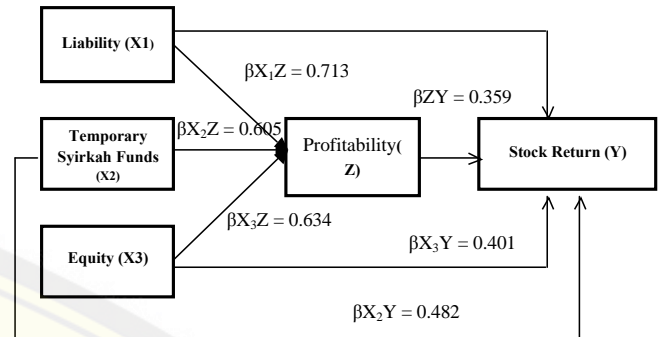 Liability (X1)
βX₁Z = 0.713
βZY = 0.359
Temporary
Syirkah Funds
(X2)
βX₂Z = 0.605
Profitability(
Z)
Stock Return (Y)
βX₃Z = 0.634
Equity (X3)
βX₃Y = 0.401
βX₂Y = 0.482